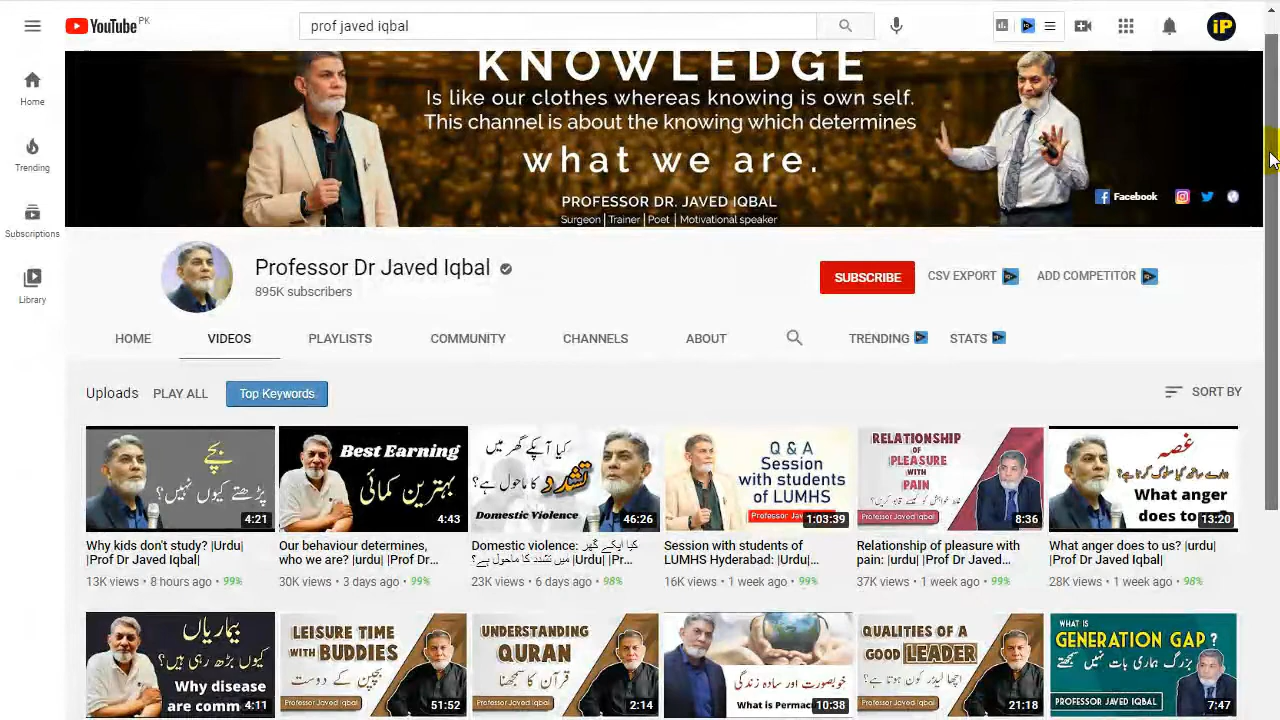 YouTube PK
prof javed iqbal
iP
Home
Trending
Subscriptions
Library
KNOWLEDGE
Is like our clothes whereas knowing is own self.
This channel is about the knowing which determines
what we are.
PROFESSOR DR. JAVED IQBAL
Surgeon | Trainer | Poet | Motivational speaker
Facebook
Professor Dr Javed Iqbal
895K subscribers
SUBSCRIBE
CSV EXPORT
ADD COMPETITOR
HOME
VIDEOS
PLAYLISTS
COMMUNITY
CHANNELS
ABOUT
TRENDING
STATS
Uploads
PLAY ALL
Top Keywords
SORT BY
بچے
پڑھتے کیوں نہیں؟
4:21
Why kids don't study? |Urdu|
|Prof Dr Javed Iqbal|
13K views • 8 hours ago • 99%
Best Earning
بہترین کمائی
4:43
Our behaviour determines,
who we are? |urdu| |Prof Dr...
30K views • 3 days ago • 99%
کیا آپکے گھر میں
تشدد
کا ماحول ہے؟
Domestic Violence
46:26
Domestic violence: کیا آپکے گھر
میں تشدد کا ماحول ہے؟ |Urdu| |Pr...
23K views • 6 days ago • 98%
Q & A
Session
with students
of LUMHS
Professor Jav
1:03:39
Session with students of
LUMHS Hyderabad: |Urdu|...
16K views • 1 week ago • 99%
RELATIONSHIP
OF
PLEASURE
WITH
PAIN
Professor Javed Iqbal
8:36
Relationship of pleasure with
pain: |urdu| |Prof Dr Javed...
37K views • 1 week ago • 99%
غصہ
What anger
does to
13:20
What anger does to us? |urdu|
|Prof Dr Javed Iqbal|
28K views • 1 week ago • 98%
بیماریاں
کیوں بڑھ رہی ہیں؟
Why disease
are comm
4:11
LEISURE TIME
WITH BUDDIES
بچپن کے دوست
Professor Javed Iqbal
51:52
UNDERSTANDING
QURAN
قرآن کا سمجھنا
Professor Javed Iqbal
2:14
خوبصورت اور سادہ زندگی
What is Permac
10:38
QUALITIES OF A
GOOD LEADER
اچھا لیڈر کون ہوتا ہے؟
Professor Javed Iqbal
21:18
WHAT IS
GENERATION GAP ?
بزرگ ہماری بات نہیں سمجھتے
PROFESSOR JAVED IQBAL
7:47